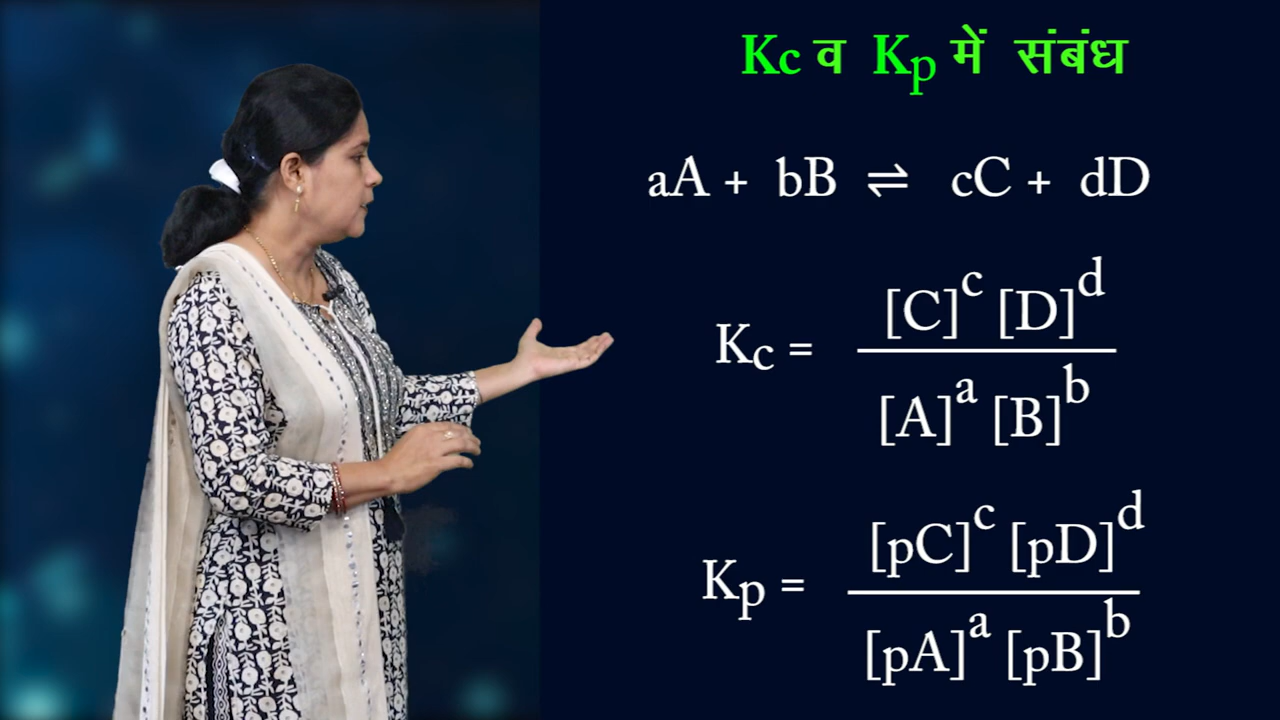 Kc व Kp में संबंध
aA + bB ⇌ cC + dD
Kc = [C]^c [D]^d / [A]^a [B]^b
Kp = [pC]^c [pD]^d / [pA]^a [pB]^b